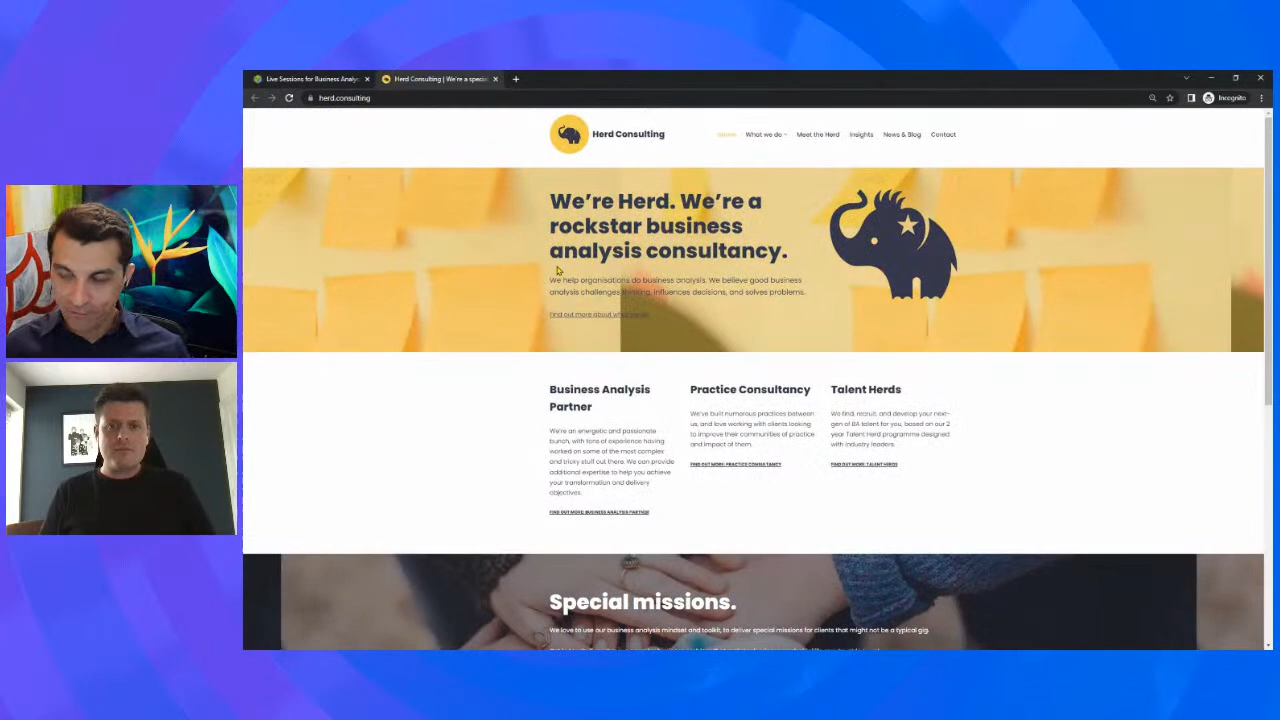 Live Sessions for Business Analy
Herd Consulting | We're a speci
herd.consulting
Incognito
Herd Consulting
Home
What we do
Meet the Herd
Insights
News & Blog
Contact
We're Herd. We're a
rockstar business
analysis consultancy.
We help organisations do business analysis. We believe good business
analysis challenges thinking, influences decisions, and solves problems.
Find out more about what we do.
Business Analysis
Partner
We're an energetic and passionate
bunch, with tons of experience having
worked on some of the most complex
and tricky stuff out there. We can provide
additional expertise to help you achieve
your transformation and delivery
objectives.
FIND OUT MORE: BUSINESS ANALYSIS PARTNER
Practice Consultancy
We've built numerous practices between
us, and love working with clients looking
to improve their communities of practice
and impact of them.
FIND OUT MORE: PRACTICE CONSULTANCY
Talent Herds
We find, recruit, and develop your next-
gen of BA talent for you, based on our 2
year Talent Herd programme designed
with industry leaders.
FIND OUT MORE: TALENT HERDS
Special missions.
We love to use our business analysis mindset and toolkit, to deliver special missions for clients that might not be a typical gig.